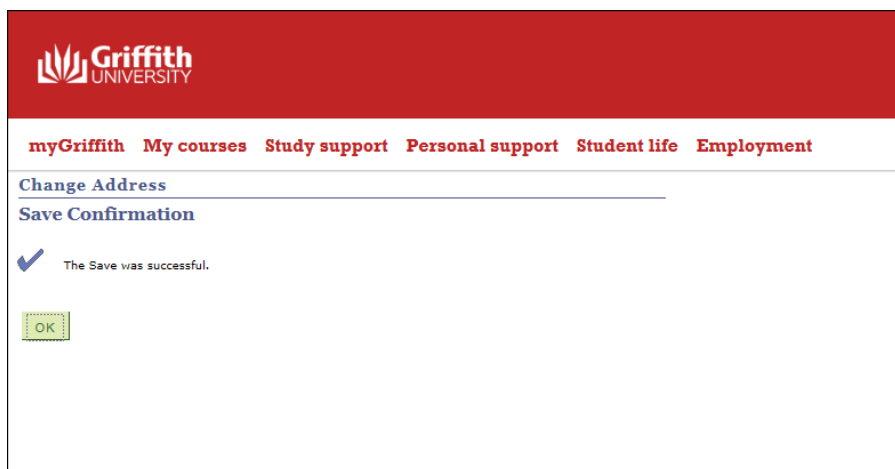 Griffith
UNIVERSITY
myGriffith My courses Study support Personal support Student life Employment
Change Address
Save Confirmation
The Save was successful.
OK